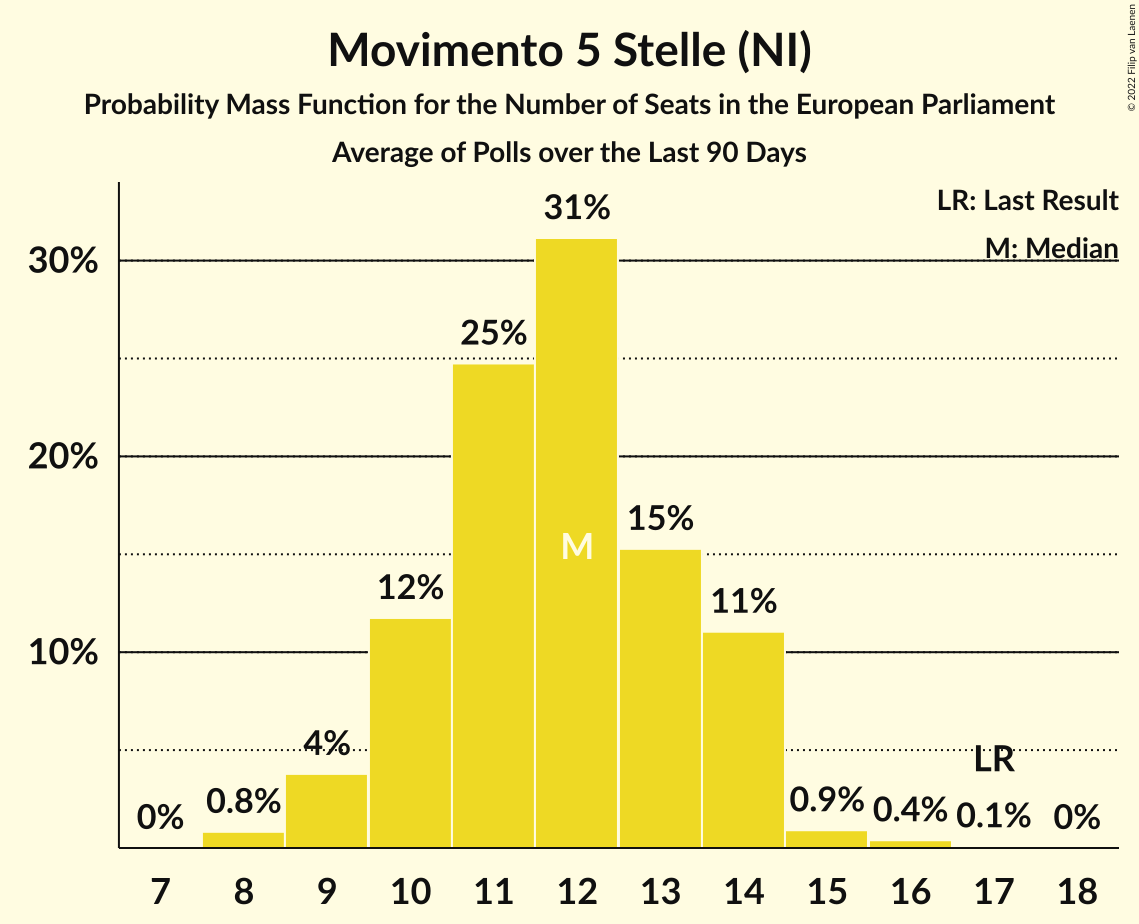 Movimento 5 Stelle (NI)
Probability Mass Function for the Number of Seats in the European Parliament
Average of Polls over the Last 90 Days
© 2022 Filip van Laenen
LR: Last Result
M: Median
30%
20%
10%
0%
0.8%
4%
12%
25%
31%
M
15%
11%
0.9%
0.4%
LR
0.1%
0%
7 8 9 10 11 12 13 14 15 16 17 18